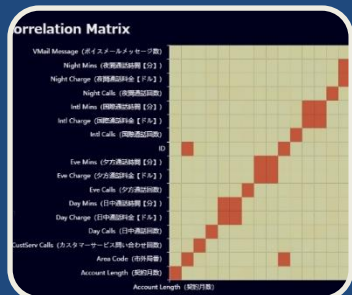 orrelation Matrix
VMail Message (ボイスメールメッセージ数)
Night Mins (夜間通話時間【分】)
Night Charge (夜間通話料金【ドル】)
Night Calls (夜間通話回数)
Intl Mins (国際通話時間【分】)
Intl Charge (国際通話料金【ドル】)
Intl Calls (国際通話回数)
ID
Eve Mins (夕方通話時間【分】)
Eve Charge (夕方通話料金【ドル】)
Eve Calls (夕方通話回数)
Day Mins (日中通話時間【分】)
Day Charge (日中通話料金【ドル】)
Day Calls (日中通話回数)
CustServ Calls (カスタマーサービス問い合わせ回数)
Area Code (市外局番)
Account Length (契約月数)
Account Length (契約月数)